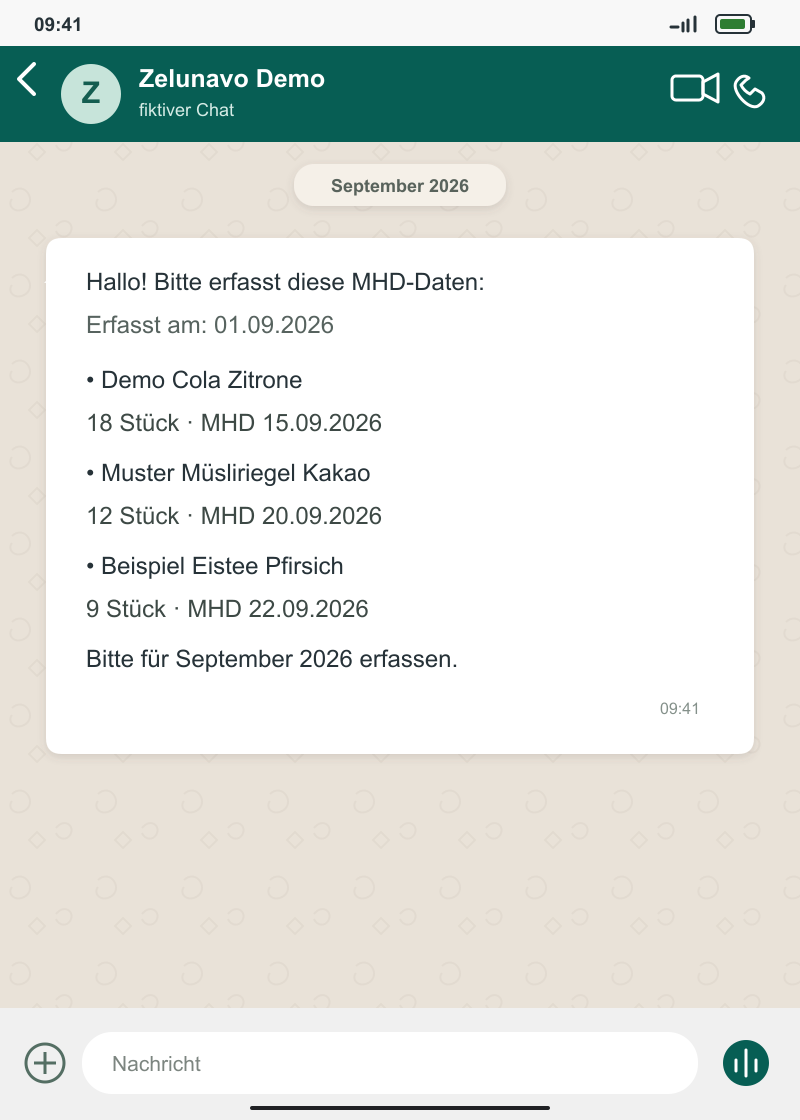 09:41
Z
Zelunavo Demo
fiktiver Chat
September 2026
Hallo! Bitte erfasst diese MHD-Daten:
Erfasst am: 01.09.2026
• Demo Cola Zitrone
18 Stück · MHD 15.09.2026
• Muster Müsliriegel Kakao
12 Stück · MHD 20.09.2026
• Beispiel Eistee Pfirsich
9 Stück · MHD 22.09.2026
Bitte für September 2026 erfassen.
09:41
Nachricht